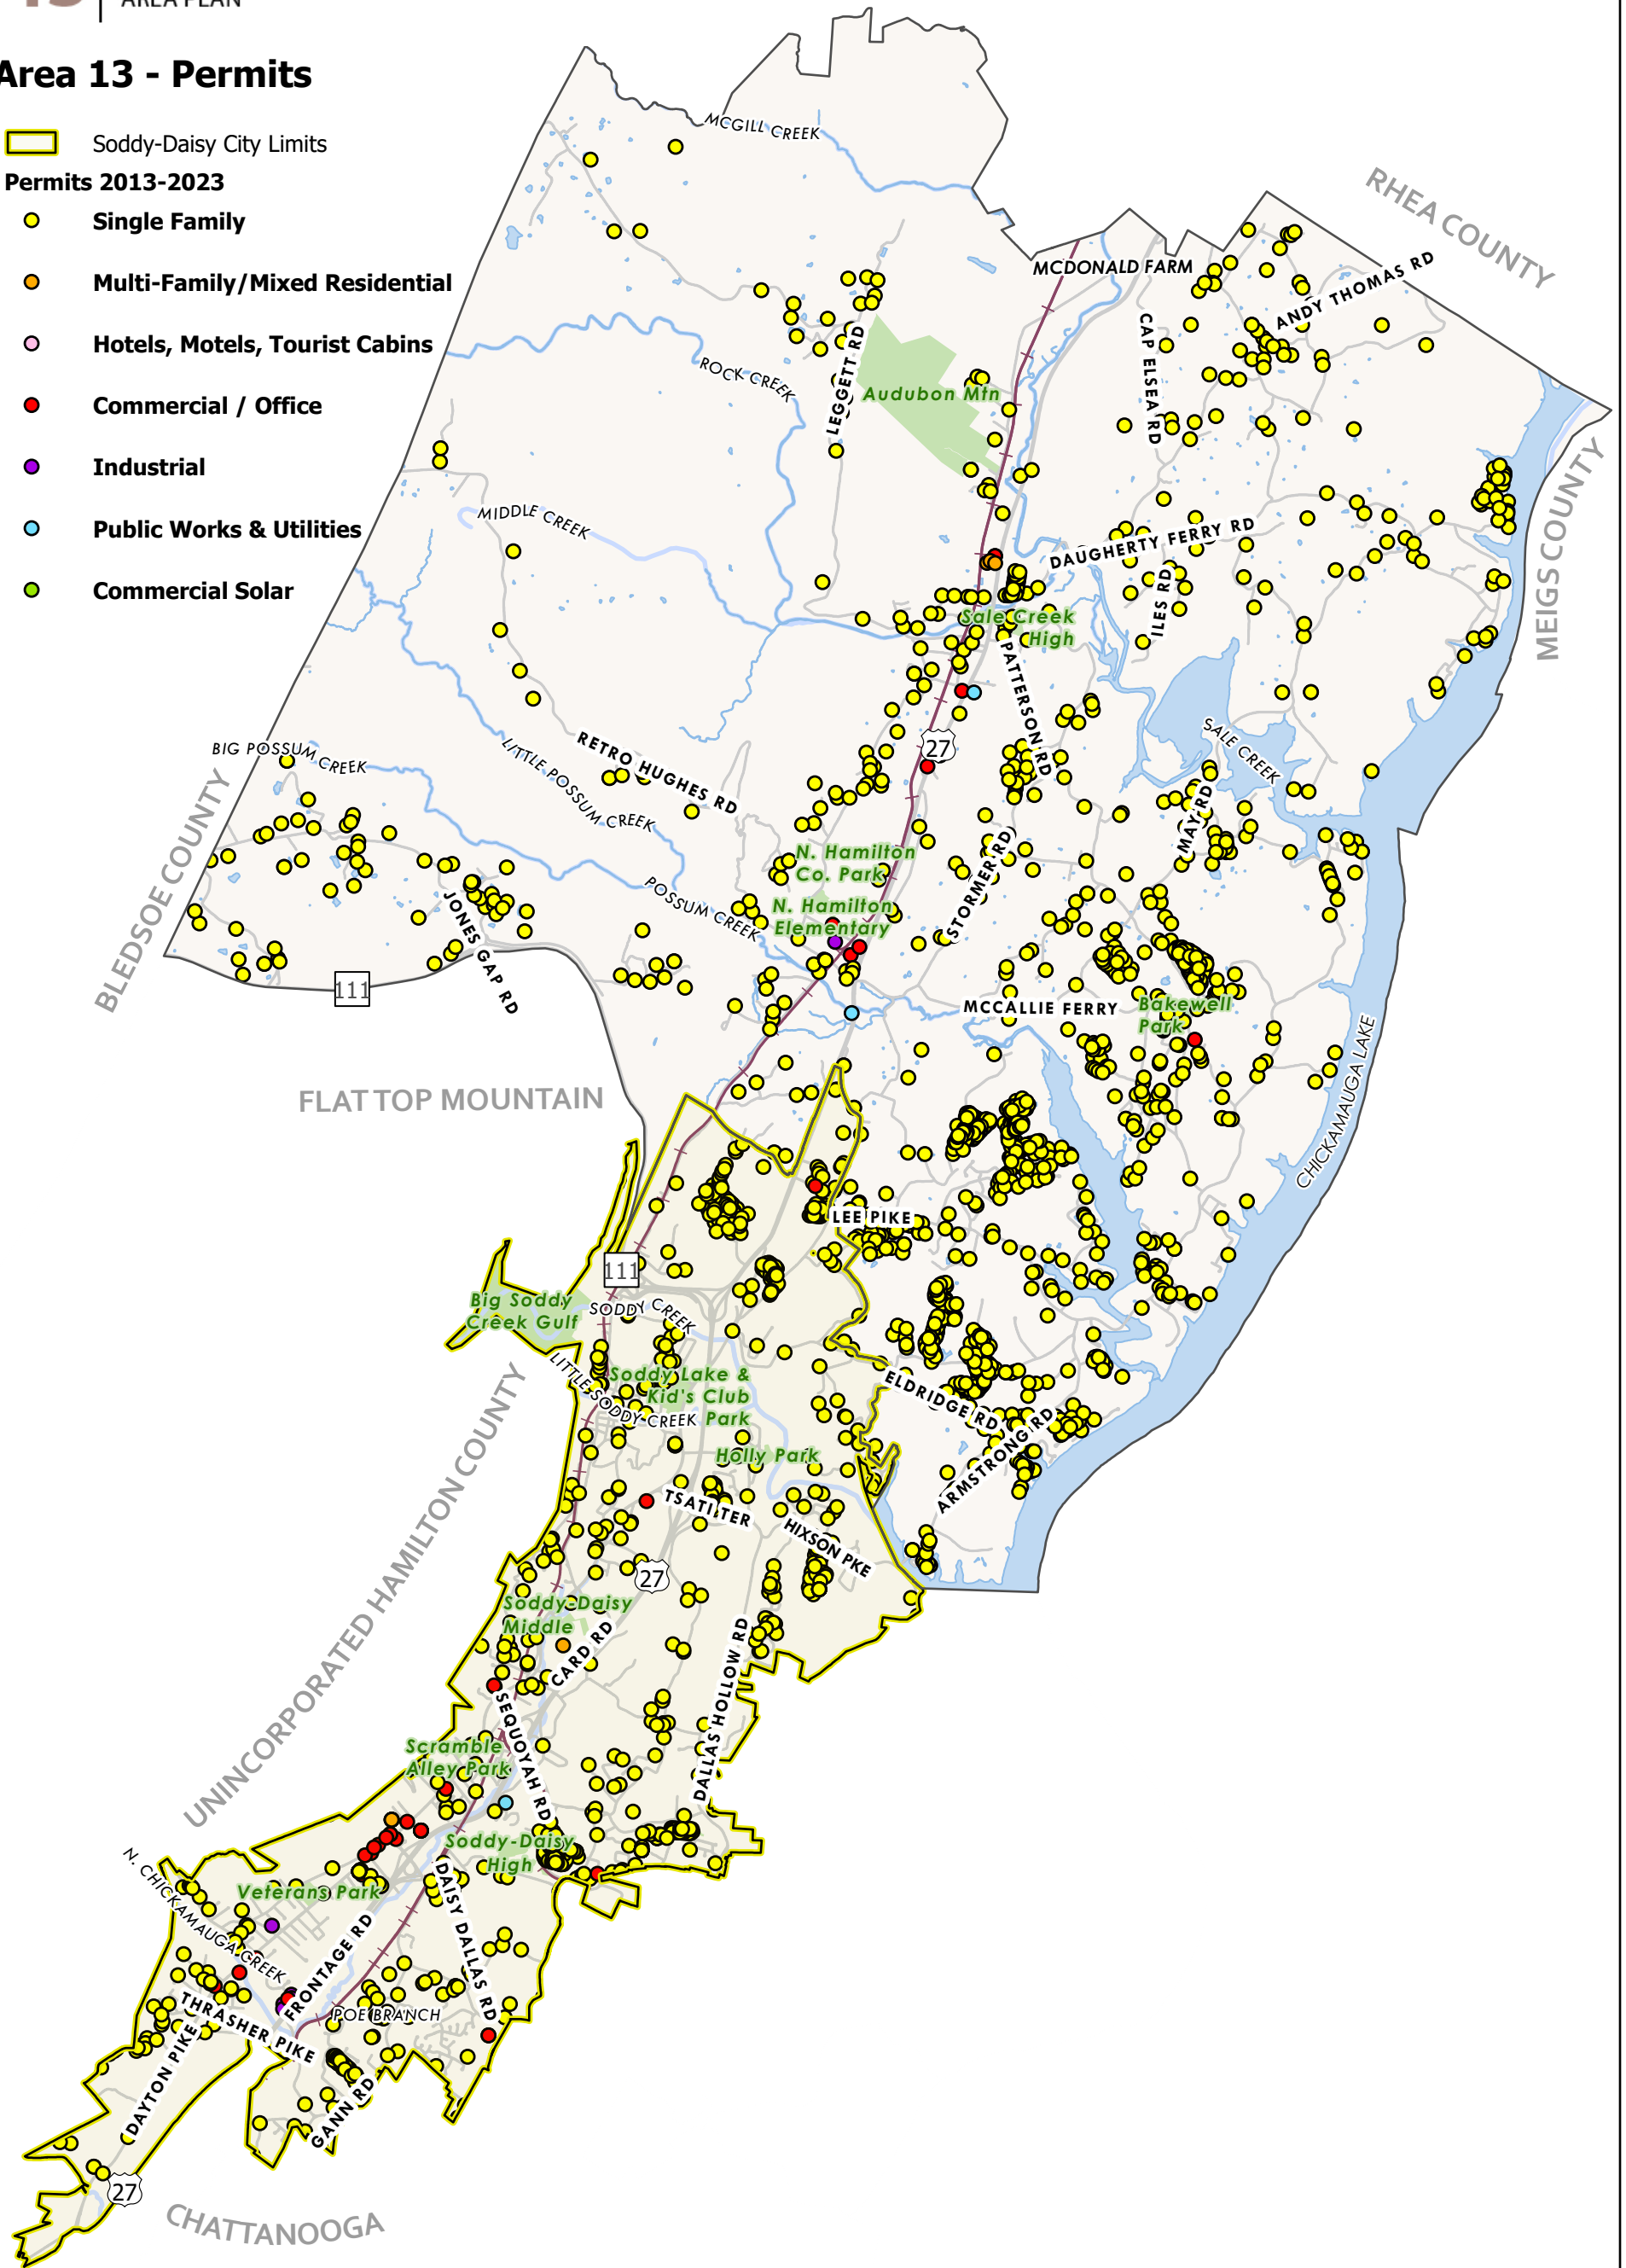 13
AREA PLAN
Area 13 - Permits
Soddy-Daisy City Limits
Permits 2013-2023
Single Family
Multi-Family/Mixed Residential
Hotels, Motels, Tourist Cabins
Commercial / Office
Industrial
Public Works & Utilities
Commercial Solar
MCGILL CREEK
RHEA COUNTY
MCDONALD FARM
ANDY THOMAS RD
CAP ELSEA RD
ROCK CREEK
LEGGETT RD
Audubon Mtn
MEIGS COUNTY
MIDDLE CREEK
DAUGHERTY FERRY RD
ILES RD
Sale Creek
High
PATTERSON RD
SALE CREEK
27
BIG POSSUM CREEK
RETRO HUGHES RD
LITTLE POSSUM CREEK
MAY RD
STORMER RD
N. Hamilton
Co. Park
BLEDSOE COUNTY
JONES GAP RD
POSSUM CREEK
N. Hamilton
Elementary
111
MCCALLIE FERRY
Bakewell
Park
CHICKAMAUGA LAKE
FLAT TOP MOUNTAIN
LEE PIKE
111
Big Soddy
Creek Gulf
SODDY CREEK
LITTLE SODDY CREEK
Soddy Lake &
Kid's Club
Park
ELDRIDGE RD
ARMSTRONG RD
Holly Park
UNINCORPORATED HAMILTON COUNTY
TSATI TER
HIXSON PKE
27
Soddy-Daisy
Middle
CARD RD
DALLAS HOLLOW RD
SEQUOYAH RD
Scramble
Alley Park
Soddy-Daisy
High
N. CHICKAMAUGA CREEK
Veterans Park
DAISY DALLAS RD
FRONTAGE RD
POE BRANCH
THRASHER PIKE
DAYTON PIKE
GANN RD
27
CHATTANOOGA